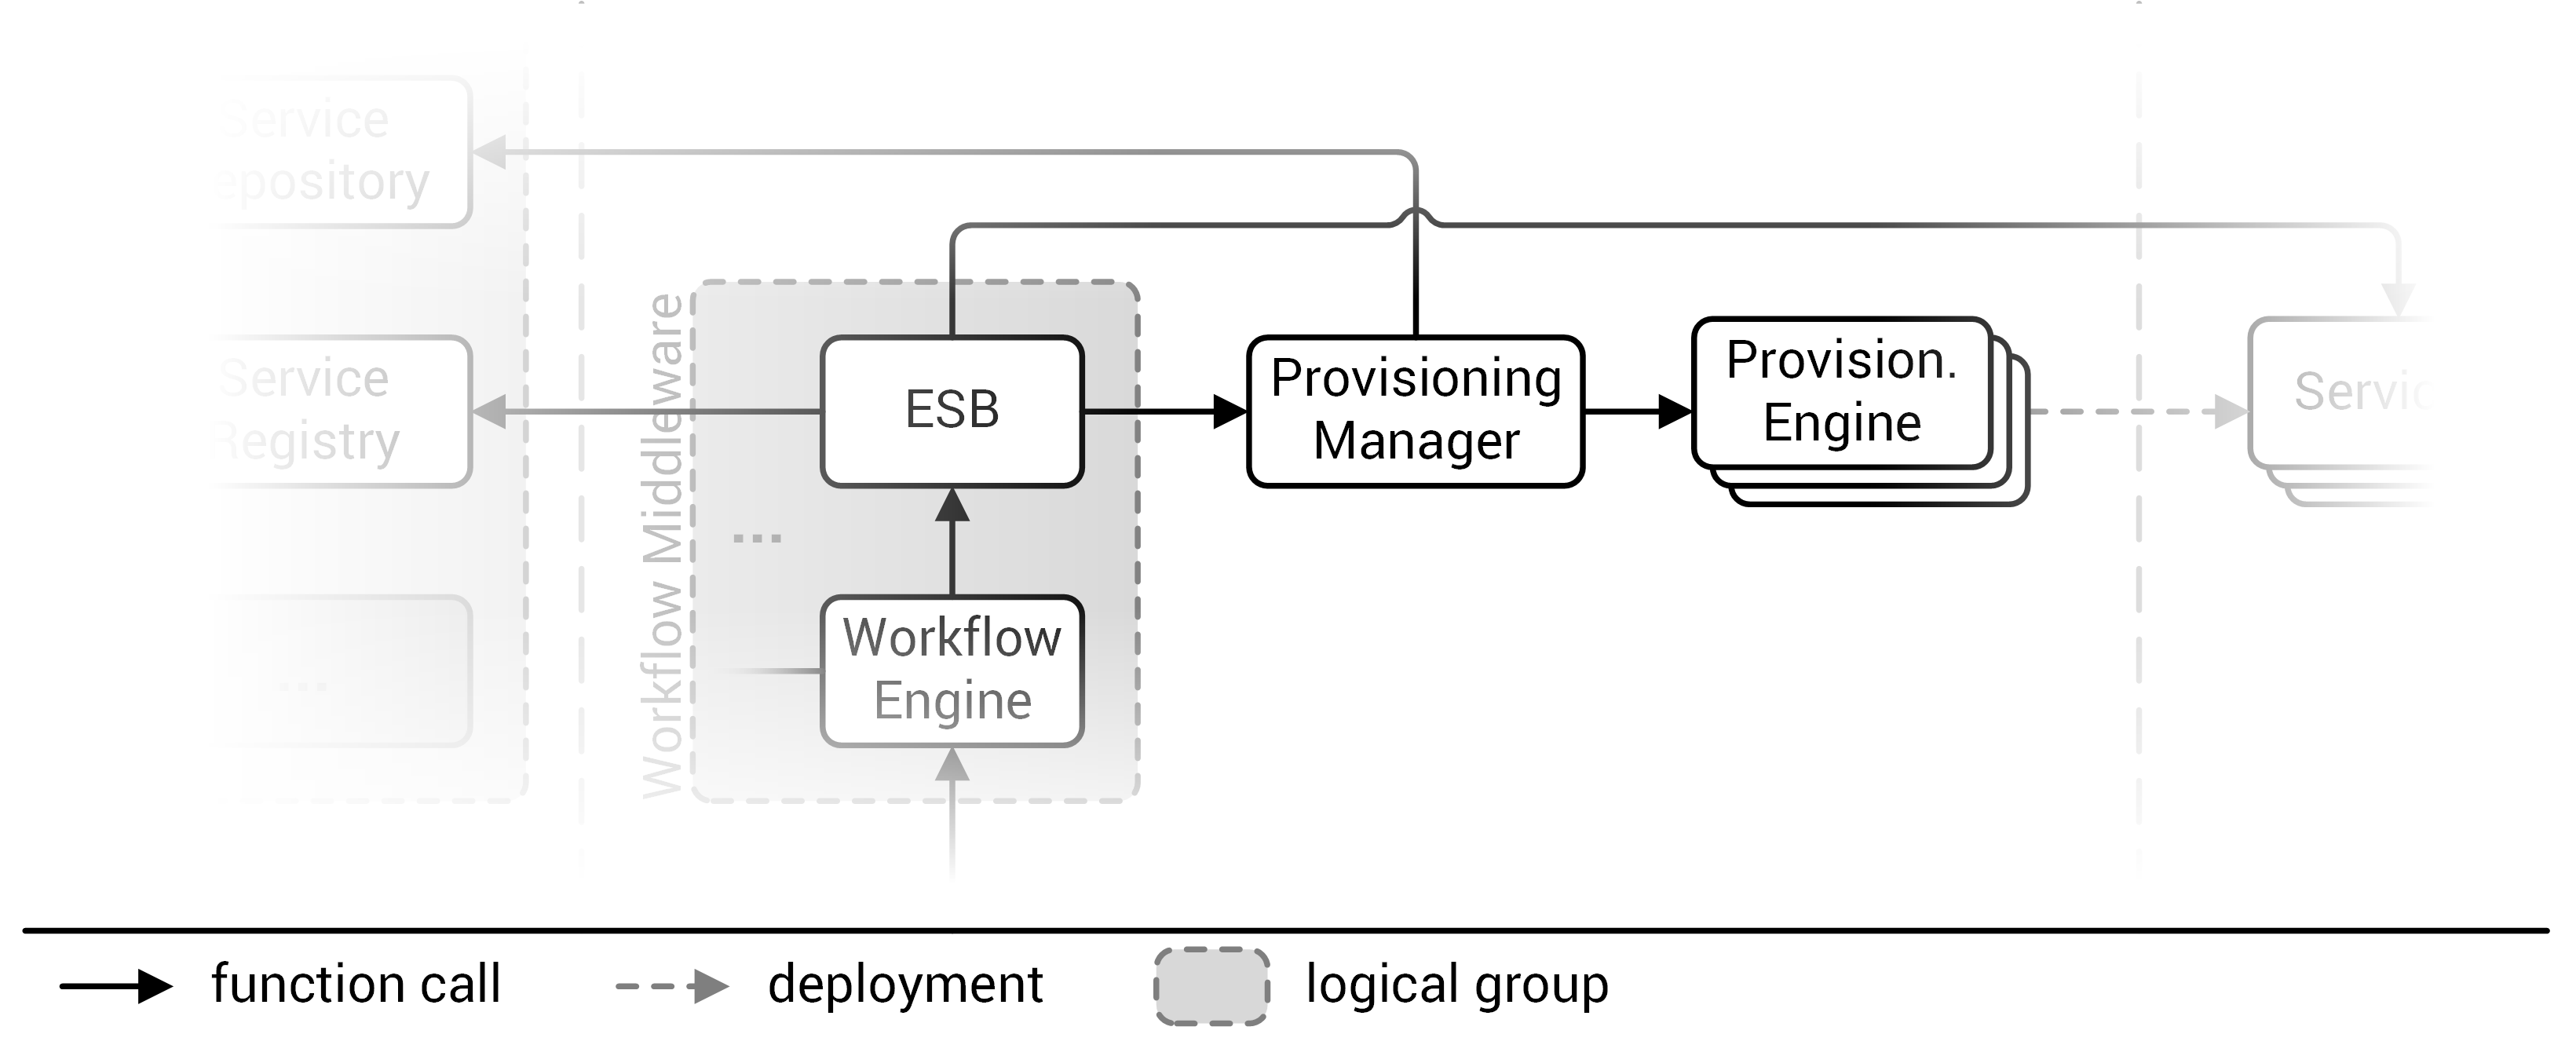 Service
epository
Service
Registry
...
Workflow Middleware
ESB
...
Workflow
Engine
Provisioning
Manager
Provision.
Engine
Servic
function call
deployment
logical group